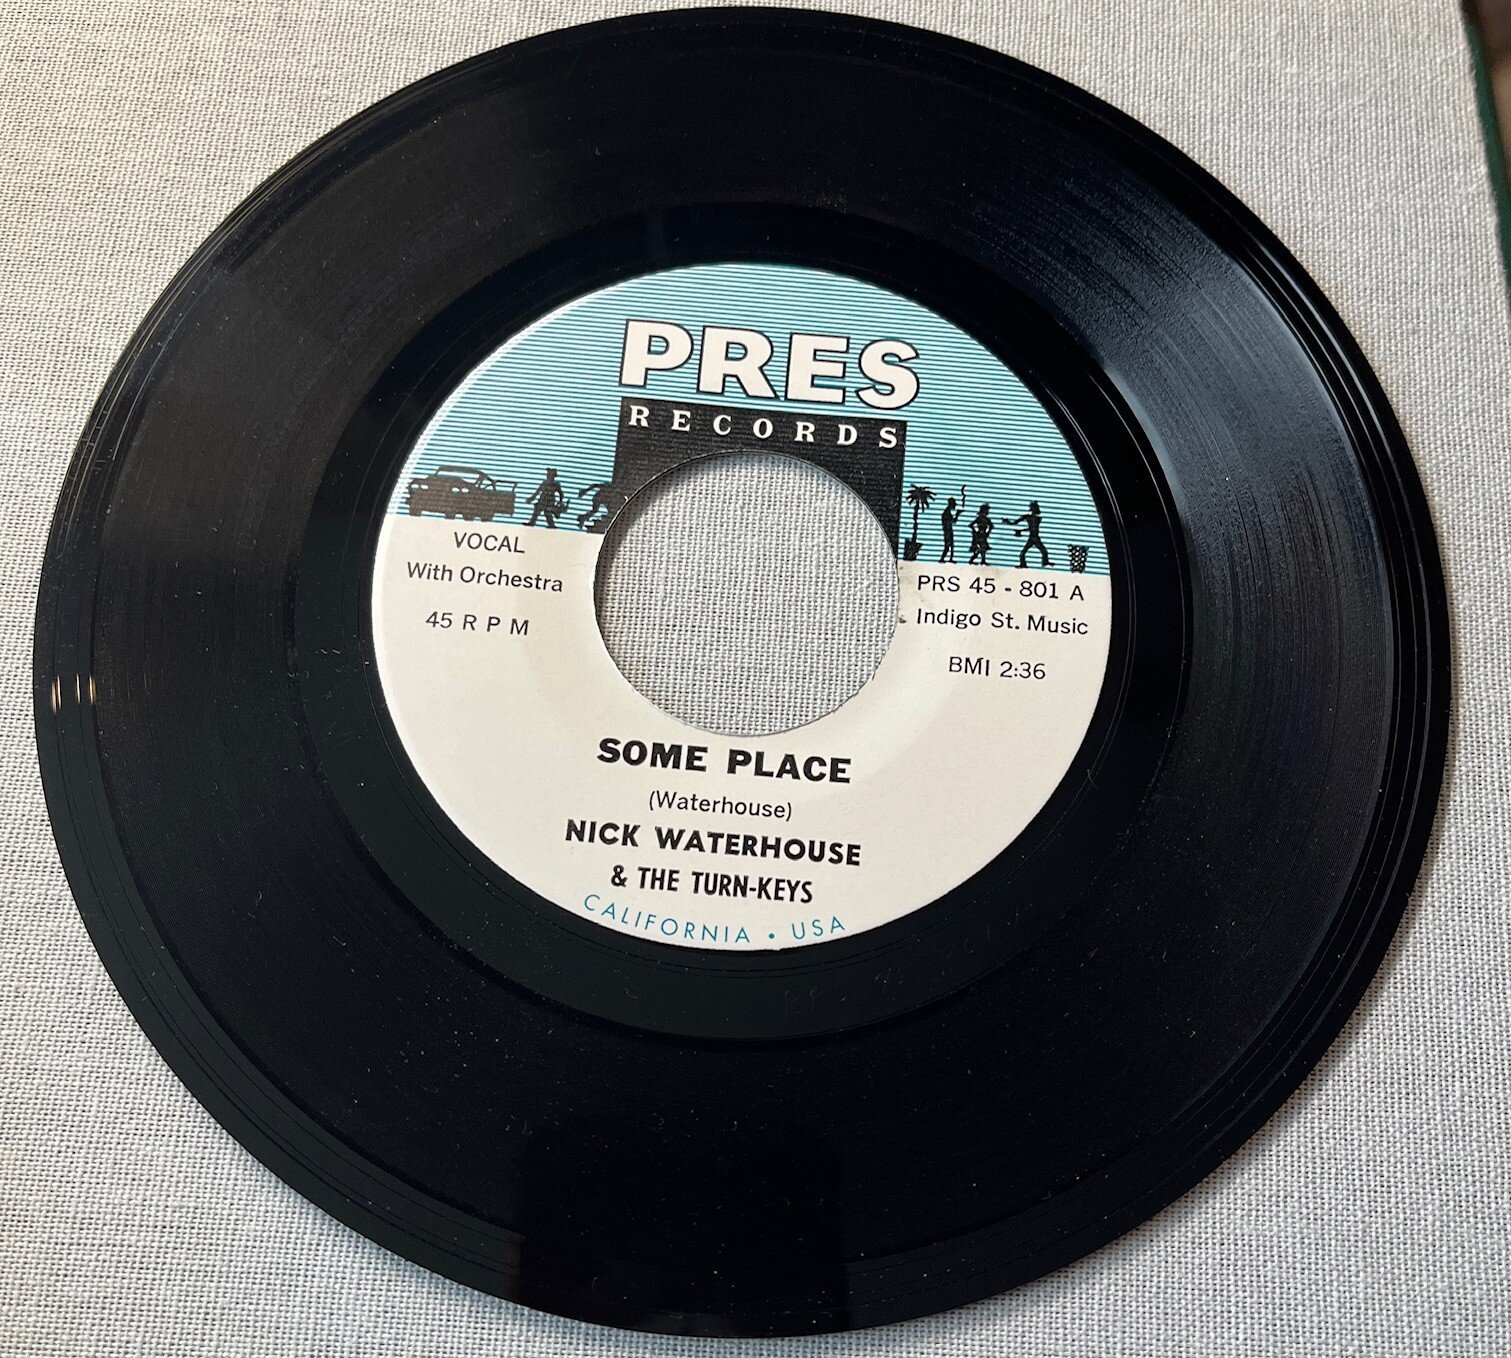 PRES
RECORDS
VOCAL
With Orchestra
45 R P M
PRS 45 - 801 A
Indigo St. Music
BMI 2:36
SOME PLACE
(Waterhouse)
NICK WATERHOUSE
& THE TURN-KEYS
CALIFORNIA • USA